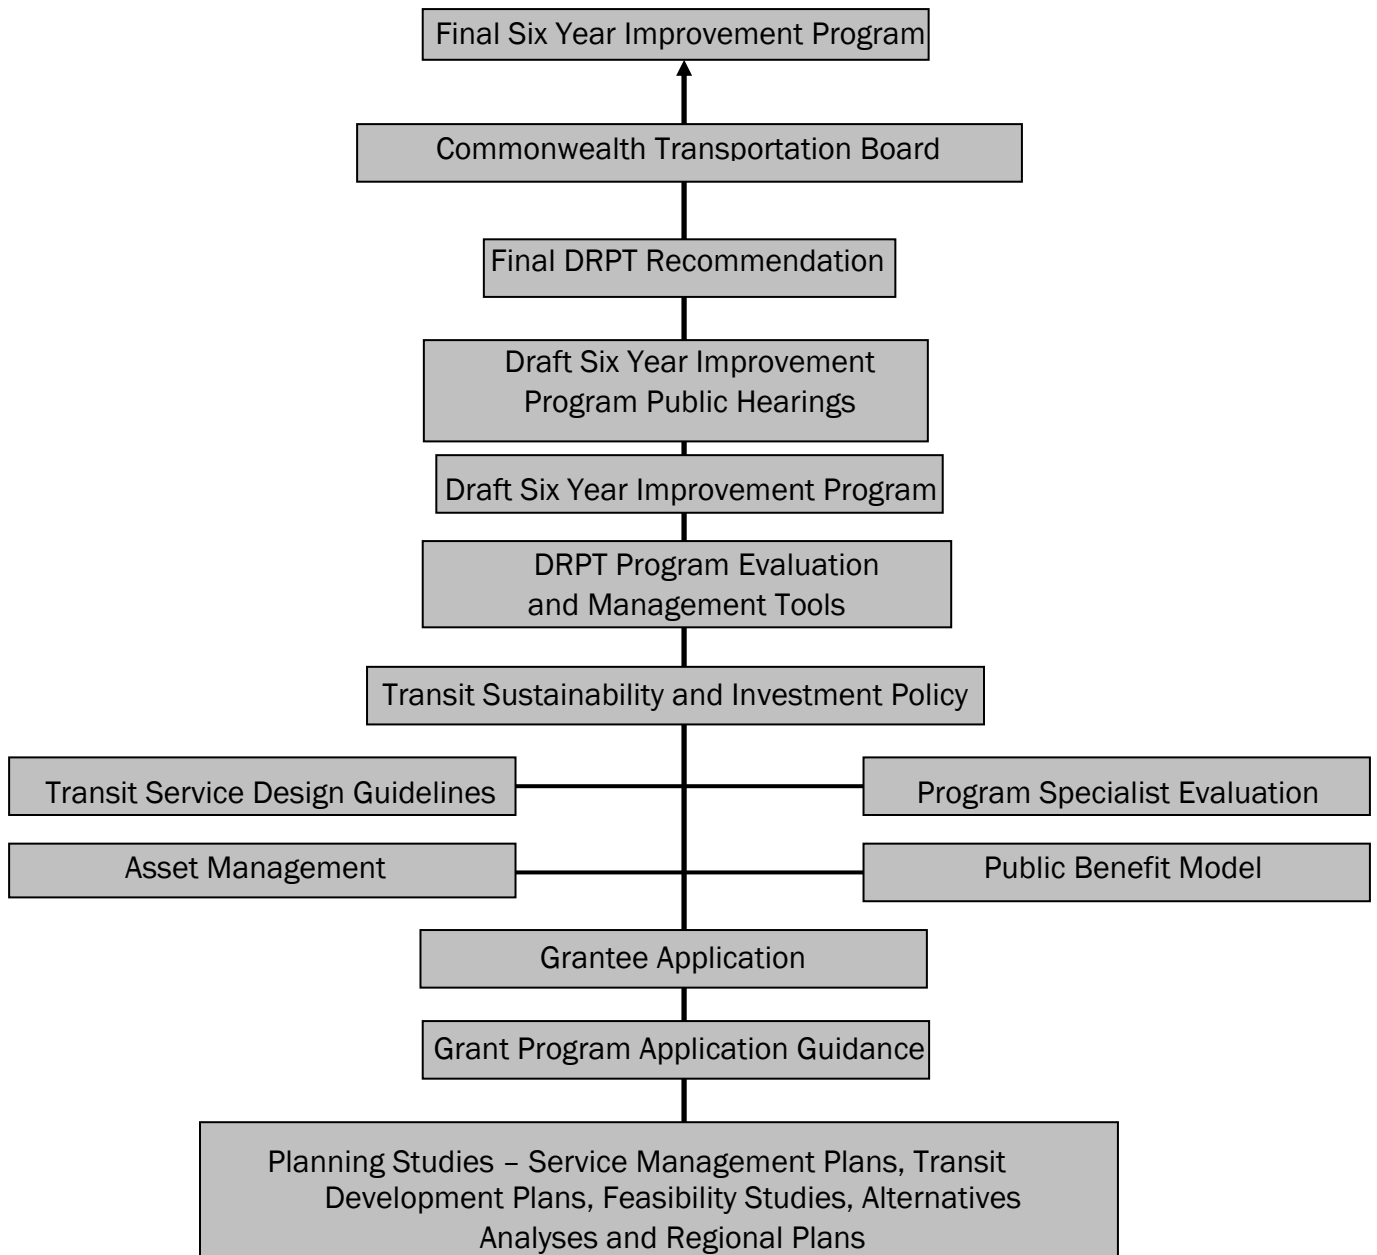 Final Six Year Improvement Program
Commonwealth Transportation Board
Final DRPT Recommendation
Draft Six Year Improvement
Program Public Hearings
Draft Six Year Improvement Program
DRPT Program Evaluation
and Management Tools
Transit Sustainability and Investment Policy
Transit Service Design Guidelines
Program Specialist Evaluation
Asset Management
Public Benefit Model
Grantee Application
Grant Program Application Guidance
Planning Studies – Service Management Plans, Transit
Development Plans, Feasibility Studies, Alternatives
Analyses and Regional Plans